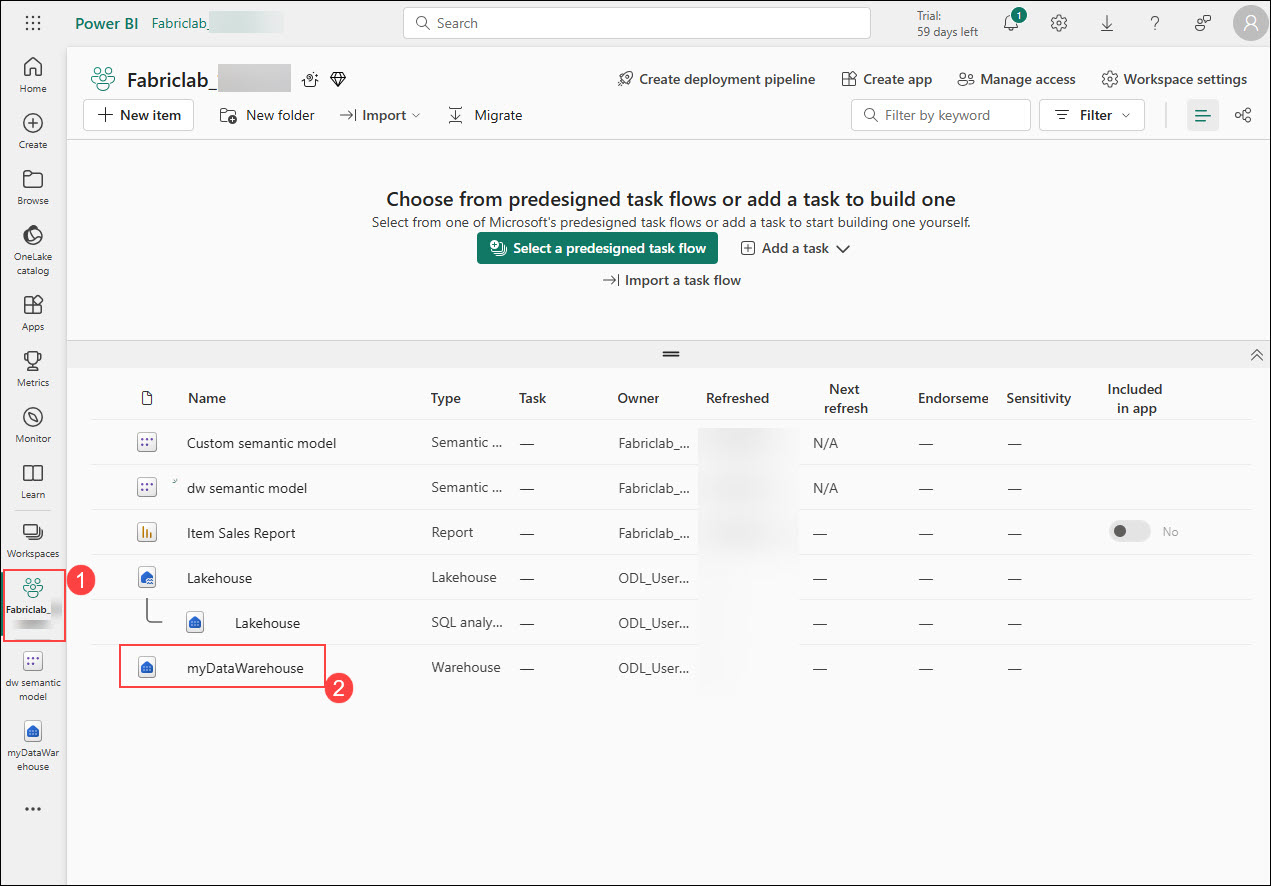 Power BI
Fabriclab_
Search
Trial:
59 days left
1
?
Home
Create
Browse
OneLake
catalog
Apps
Metrics
Monitor
Learn
Workspaces
Fabriclab_
1
dw semantic
model
myDataWar
ehouse
Fabriclab_
Create deployment pipeline
Create app
Manage access
Workspace settings
New item
New folder
Import
Migrate
Filter by keyword
Filter
Choose from predesigned task flows or add a task to build one
Select from one of Microsoft's predesigned task flows or add a task to start building one yourself.
Select a predesigned task flow
Add a task
Import a task flow
Name Type Task Owner Refreshed Next refresh Endorseme Sensitivity Included in app
Custom semantic model Semantic ... — Fabriclab_... N/A — —
dw semantic model Semantic ... — Fabriclab_... N/A — —
Item Sales Report Report — Fabriclab_... — — — No
Lakehouse Lakehouse — ODL_User... — — —
Lakehouse SQL analy... — ODL_User... — — —
myDataWarehouse Warehouse — ODL_User... — — —
2